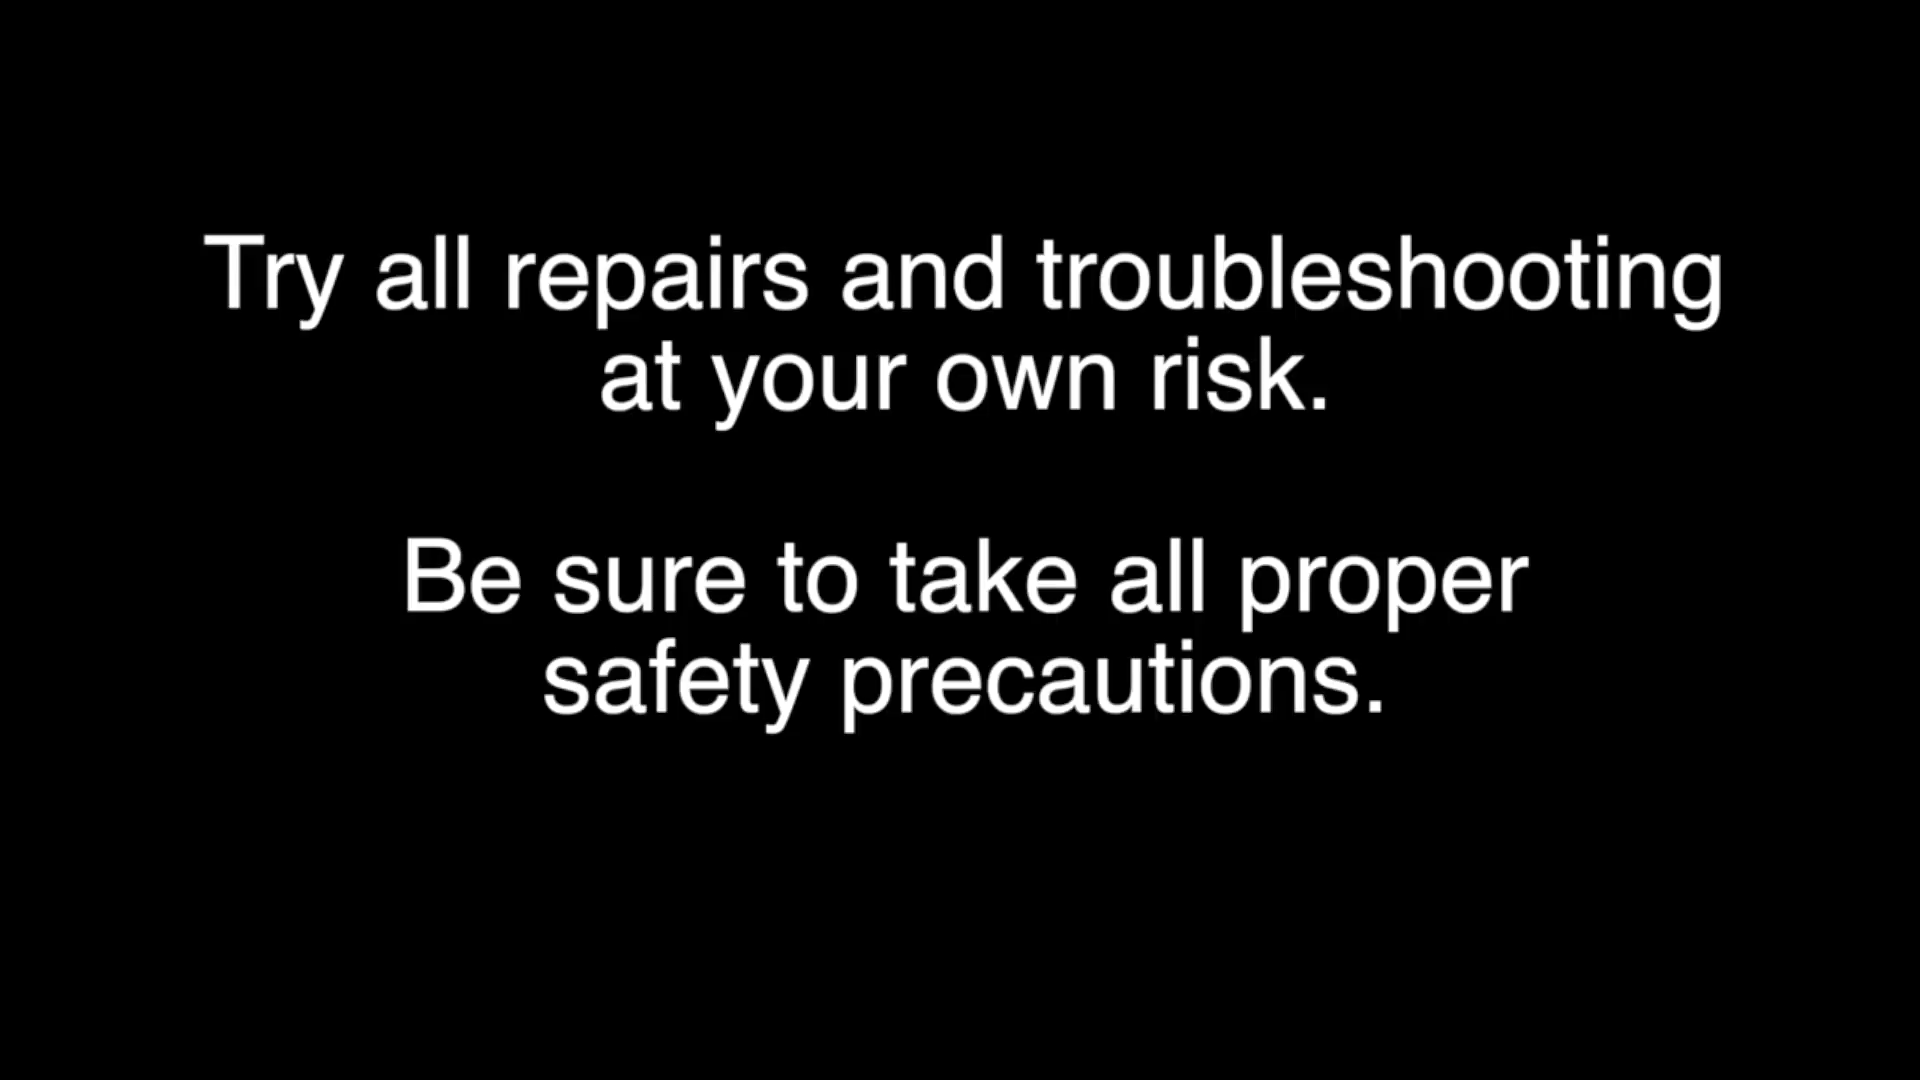 Try all repairs and troubleshooting
at your own risk.
Be sure to take all proper
safety precautions.